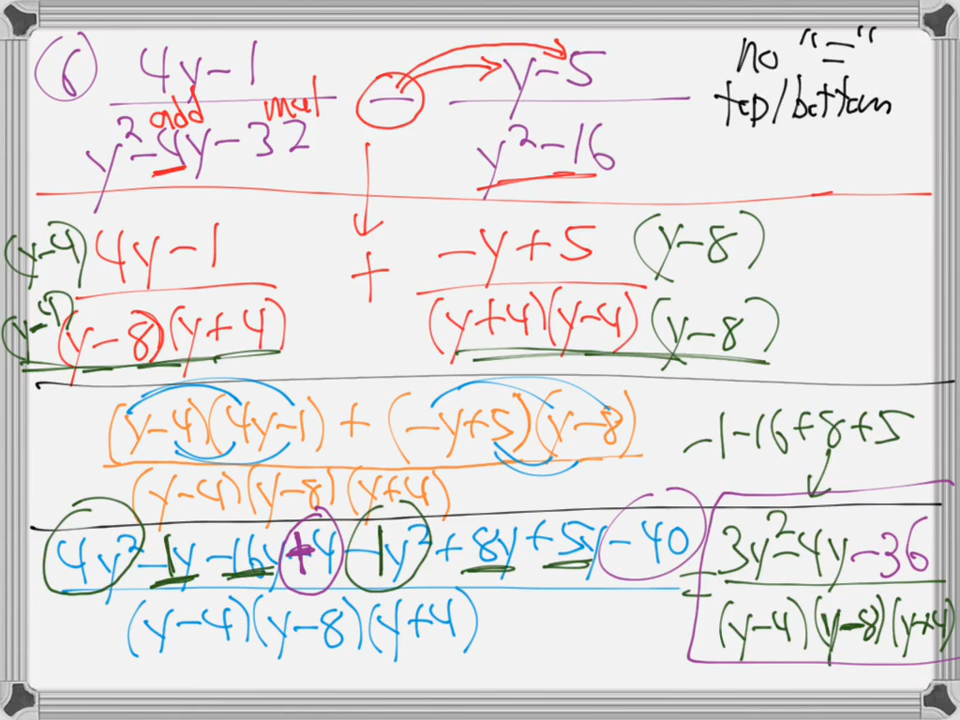 6 4y-1 − y-5 no "="
add mult top/bottom
y²-4y-32 y²-16
(y-4) 4y-1 + -y+5 (y-8)
(y-4) (y-8)(y+4) (y+4)(y-4) (y-8)
(y-4)(4y-1) + (-y+5)(y-8) -1-16+8+5
(y-4)(y-8)(y+4)
4y²-1y-16y+4-1y²+8y+5y-40 = 3y²-4y-36
(y-4)(y-8)(y+4) (y-4)(y-8)(y+4)